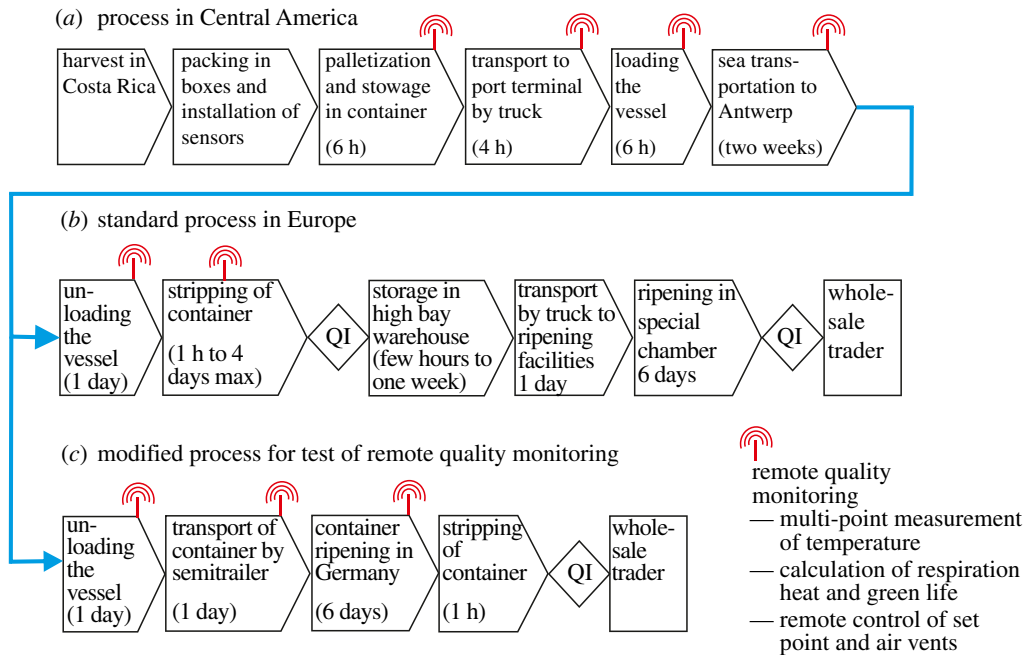 (a) process in Central America
harvest in
Costa Rica
packing in
boxes and
installation of
sensors
palletization
and stowage
in container
(6 h)
transport to
port terminal
by truck
(4 h)
loading
the
vessel
(6 h)
sea trans-
portation to
Antwerp
(two weeks)
(b) standard process in Europe
un-
loading
the
vessel
(1 day)
stripping of
container
(1 h to 4
days max)
QI
storage in
high bay
warehouse
(few hours to
one week)
transport
by truck to
ripening
facilities
1 day
ripening in
special
chamber
6 days
QI
whole-
sale
trader
(c) modified process for test of remote quality monitoring
un-
loading
the
vessel
(1 day)
transport of
container by
semitrailer
(1 day)
container
ripening in
Germany
(6 days)
stripping
of
container
(1 h)
QI
whole-
sale
trader
remote quality
monitoring
— multi-point measurement
of temperature
— calculation of respiration
heat and green life
— remote control of set
point and air vents